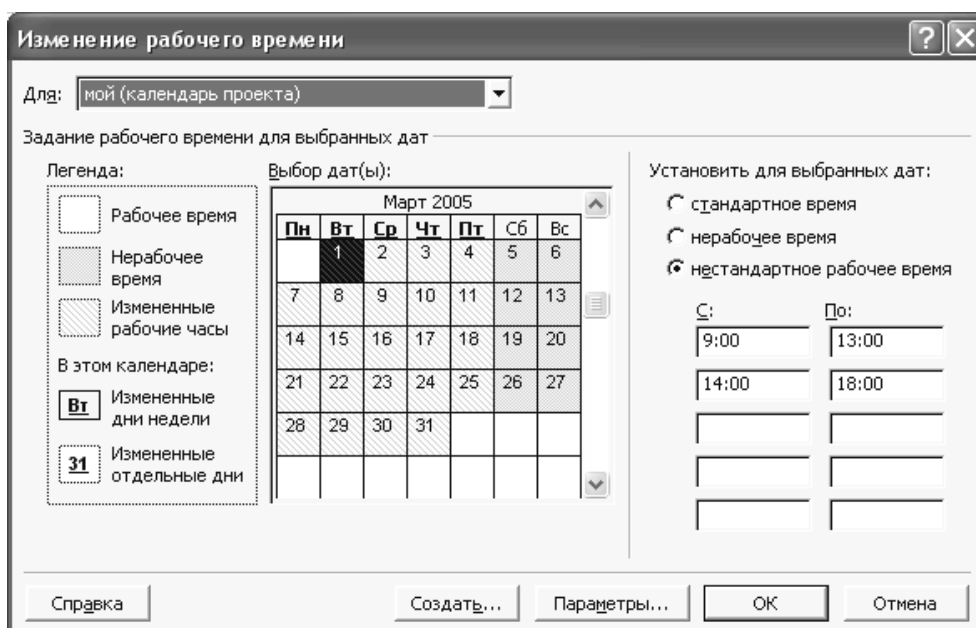 Изменение рабочего времени
Для: мой (календарь проекта)
Задание рабочего времени для выбранных дат
Легенда:
Рабочее время
Нерабочее
время
Измененные
рабочие часы
В этом календаре:
Вт Измененные
дни недели
31 Измененные
отдельные дни
Выбор дат(ы):
Март 2005
Пн Вт Ср Чт Пт Сб Вс
1 2 3 4 5 6
7 8 9 10 11 12 13
14 15 16 17 18 19 20
21 22 23 24 25 26 27
28 29 30 31
Установить для выбранных дат:
стандартное время
нерабочее время
нестандартное рабочее время
С: По:
9:00 13:00
14:00 18:00
Справка Создать... Параметры... ОК Отмена